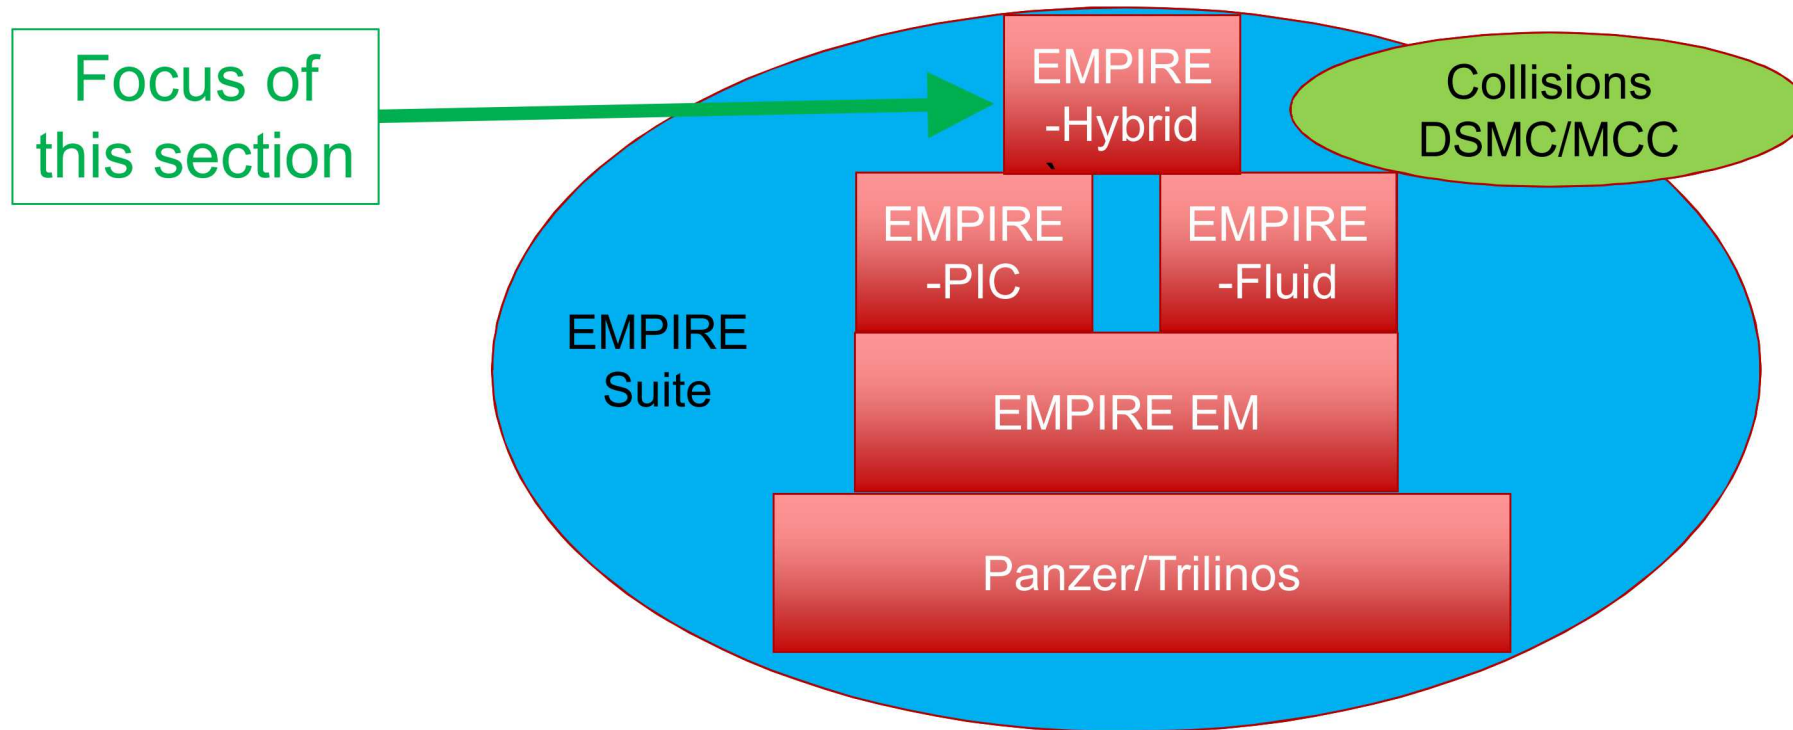 Focus of
this section
EMPIRE
-Hybrid
`
Collisions
DSMC/MCC
EMPIRE
-PIC
EMPIRE
-Fluid
EMPIRE
Suite
EMPIRE EM
Panzer/Trilinos